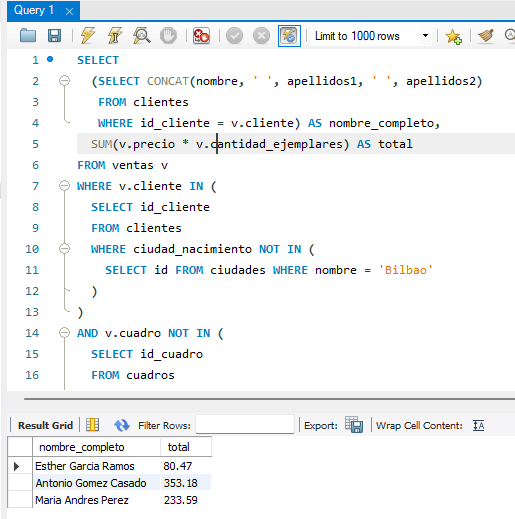 Query 1
Limit to 1000 rows
1 SELECT
2 (SELECT CONCAT(nombre, ' ', apellidos1, ' ', apellidos2)
3 FROM clientes
4 WHERE id_cliente = v.cliente) AS nombre_completo,
5 SUM(v.precio * v.cantidad_ejemplares) AS total
6 FROM ventas v
7 WHERE v.cliente IN (
8 SELECT id_cliente
9 FROM clientes
10 WHERE ciudad_nacimiento NOT IN (
11 SELECT id FROM ciudades WHERE nombre = 'Bilbao'
12 )
13 )
14 AND v.cuadro NOT IN (
15 SELECT id_cuadro
16 FROM cuadros
Result Grid Filter Rows: Export: Wrap Cell Content: IA
nombre_completo total
Esther Garcia Ramos 80.47
Antonio Gomez Casado 353.18
Maria Andres Perez 233.59